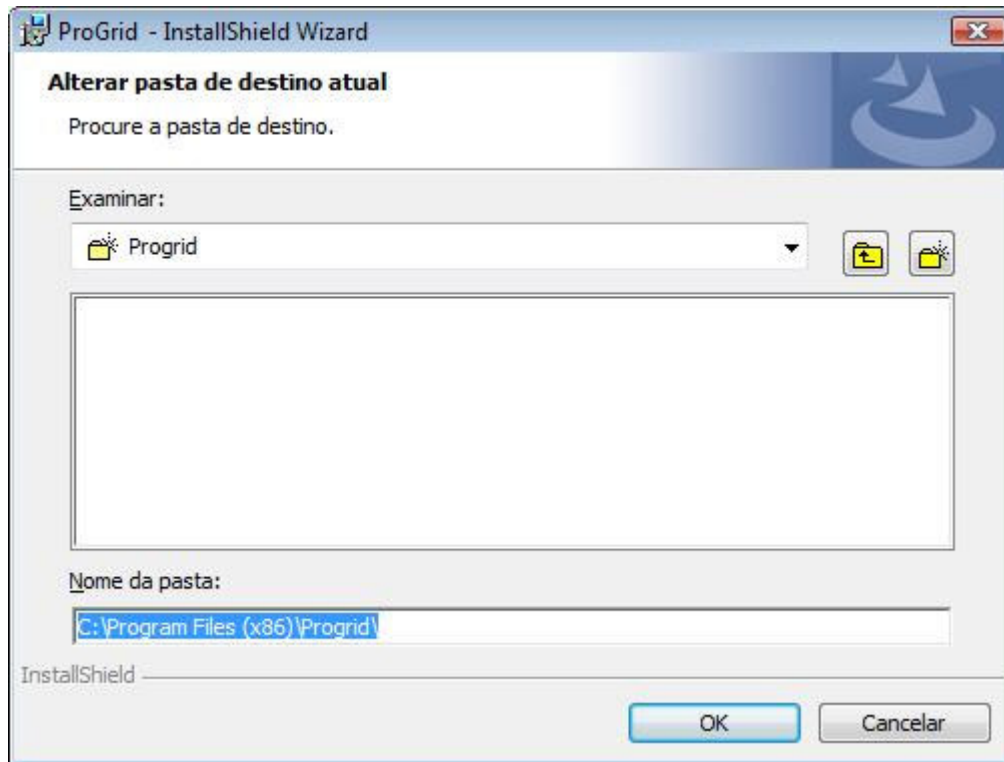 ProGrid - InstallShield Wizard
Alterar pasta de destino atual
Procure a pasta de destino.
Examinar:
Progrid
Nome da pasta:
C:\Program Files (x86)\Progrid\
InstallShield
OK Cancelar